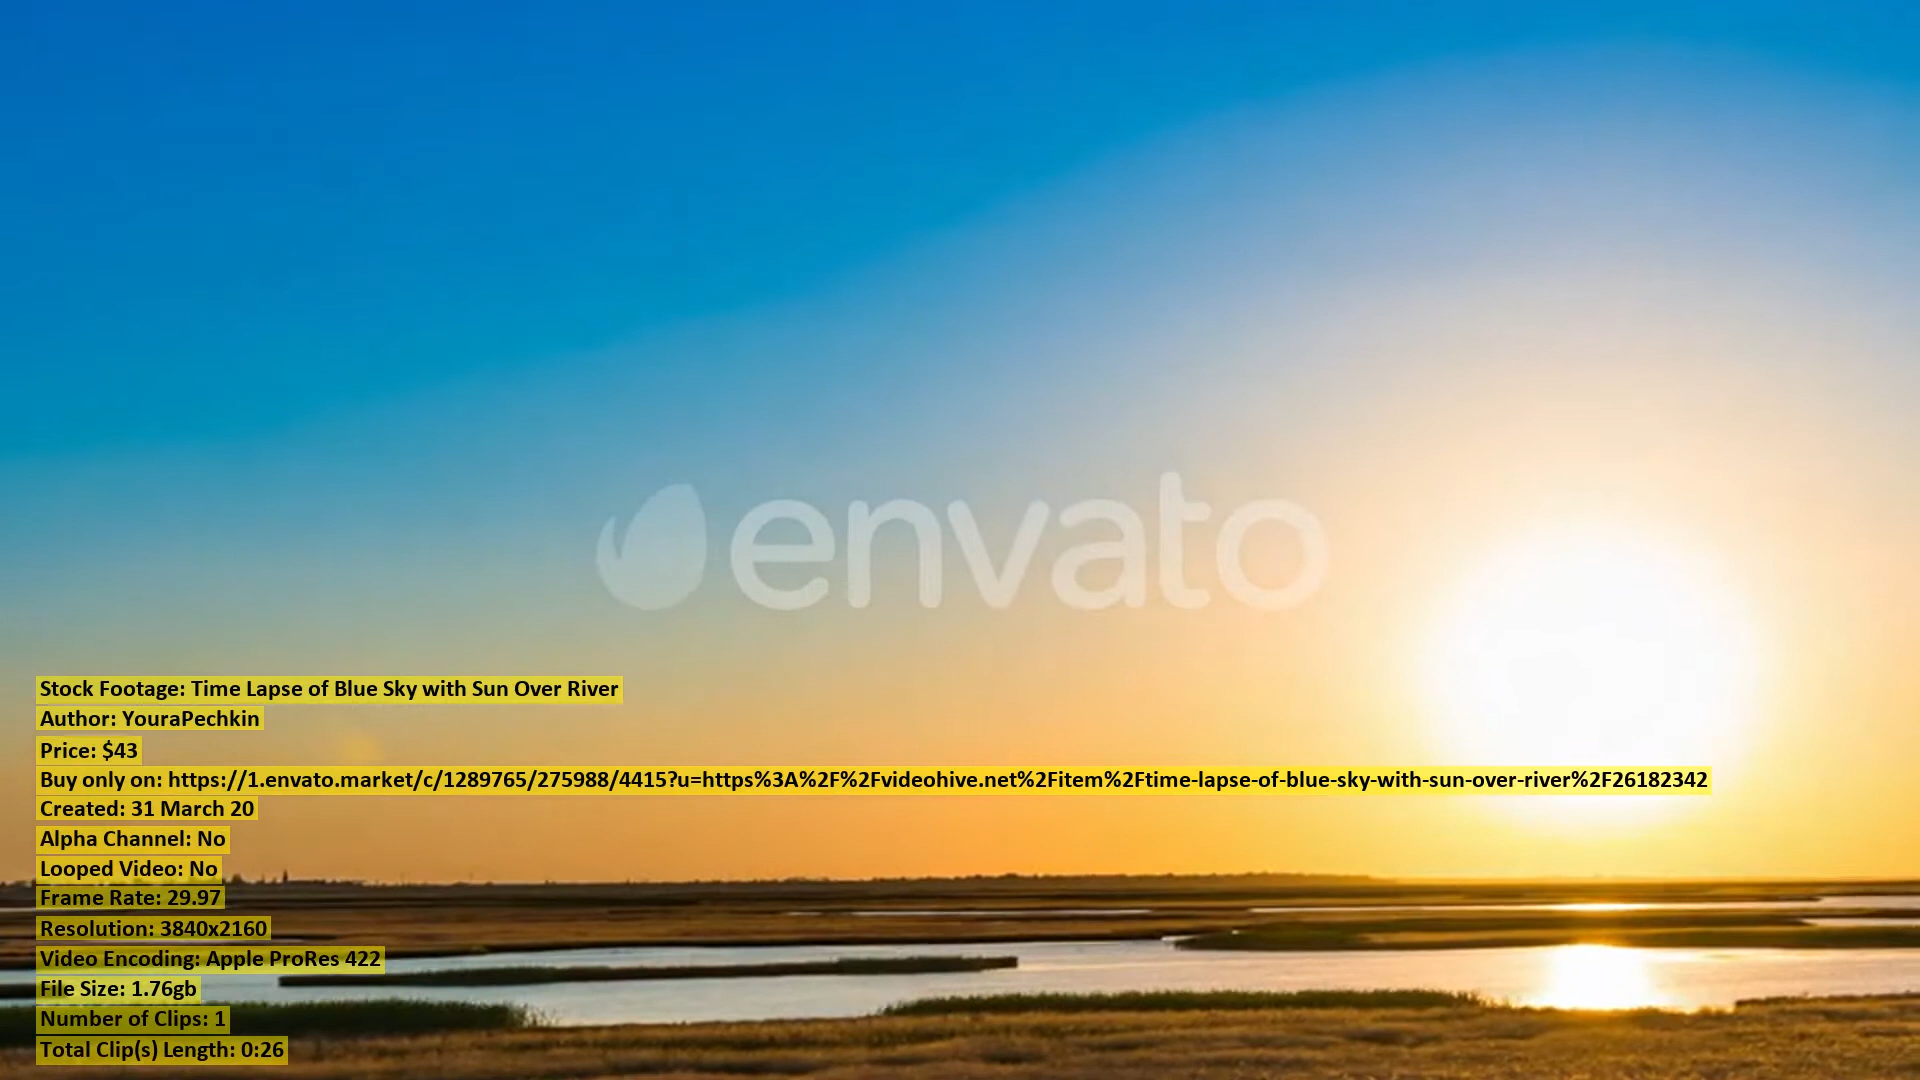 envato
Stock Footage: Time Lapse of Blue Sky with Sun Over River
Author: YouraPechkin
Price: $43
Buy only on: https://1.envato.market/c/1289765/275988/4415?u=https%3A%2F%2Fvideohive.net%2Fitem%2Ftime-lapse-of-blue-sky-with-sun-over-river%2F26182342
Created: 31 March 20
Alpha Channel: No
Looped Video: No
Frame Rate: 29.97
Resolution: 3840x2160
Video Encoding: Apple ProRes 422
File Size: 1.76gb
Number of Clips: 1
Total Clip(s) Length: 0:26